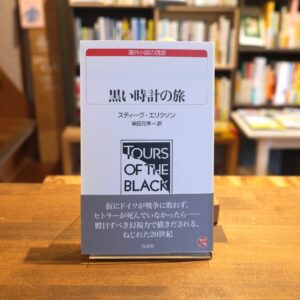 海外小説の誘惑
黒い時計の旅
スティーヴ・エリクソン
柴田元幸=訳
TOURS
OF THE
BLACK
仮にドイツが戦争に敗れず、
ヒトラーが死んでいなかったら……
瞠目すべき幻視力で描きだされる、
ねじれた20世紀
白水社